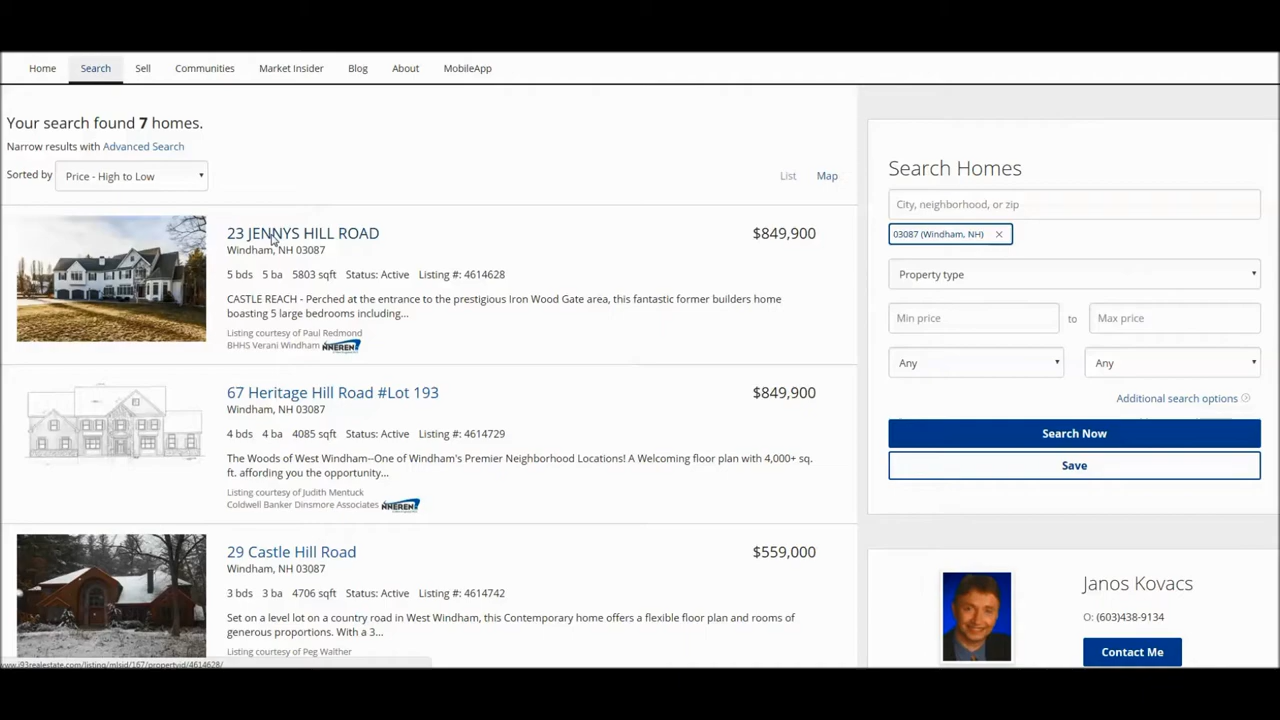 Home Search Sell Communities Market Insider Blog About MobileApp
Your search found 7 homes.
Narrow results with Advanced Search
Sorted by Price - High to Low List Map
23 JENNYS HILL ROAD $849,900
Windham, NH 03087
5 bds 5 ba 5803 sqft Status: Active Listing #: 4614628
CASTLE REACH - Perched at the entrance to the prestigious Iron Wood Gate area, this fantastic former builders home
boasting 5 large bedrooms including...
Listing courtesy of Paul Redmond
BHHS Verani Windham NNEREN
67 Heritage Hill Road #Lot 193 $849,900
Windham, NH 03087
4 bds 4 ba 4085 sqft Status: Active Listing #: 4614729
The Woods of West Windham--One of Windham's Premier Neighborhood Locations! A Welcoming floor plan with 4,000+ sq.
ft. affording you the opportunity...
Listing courtesy of Judith Mentuck
Coldwell Banker Dinsmore Associates NNEREN
29 Castle Hill Road $559,000
Windham, NH 03087
3 bds 3 ba 4706 sqft Status: Active Listing #: 4614742
Set on a level lot on a country road in West Windham, this Contemporary home offers a flexible floor plan and rooms of
generous proportions. With a 3...
Listing courtesy of Peg Walther
www.i93realestate.com/listing/mlsid/167/propertyid/4614628/
Search Homes
City, neighborhood, or zip
03087 (Windham, NH) ×
Property type
Min price to Max price
Any Any
Additional search options
Search Now
Save
Janos Kovacs
O: (603)438-9134
Contact Me